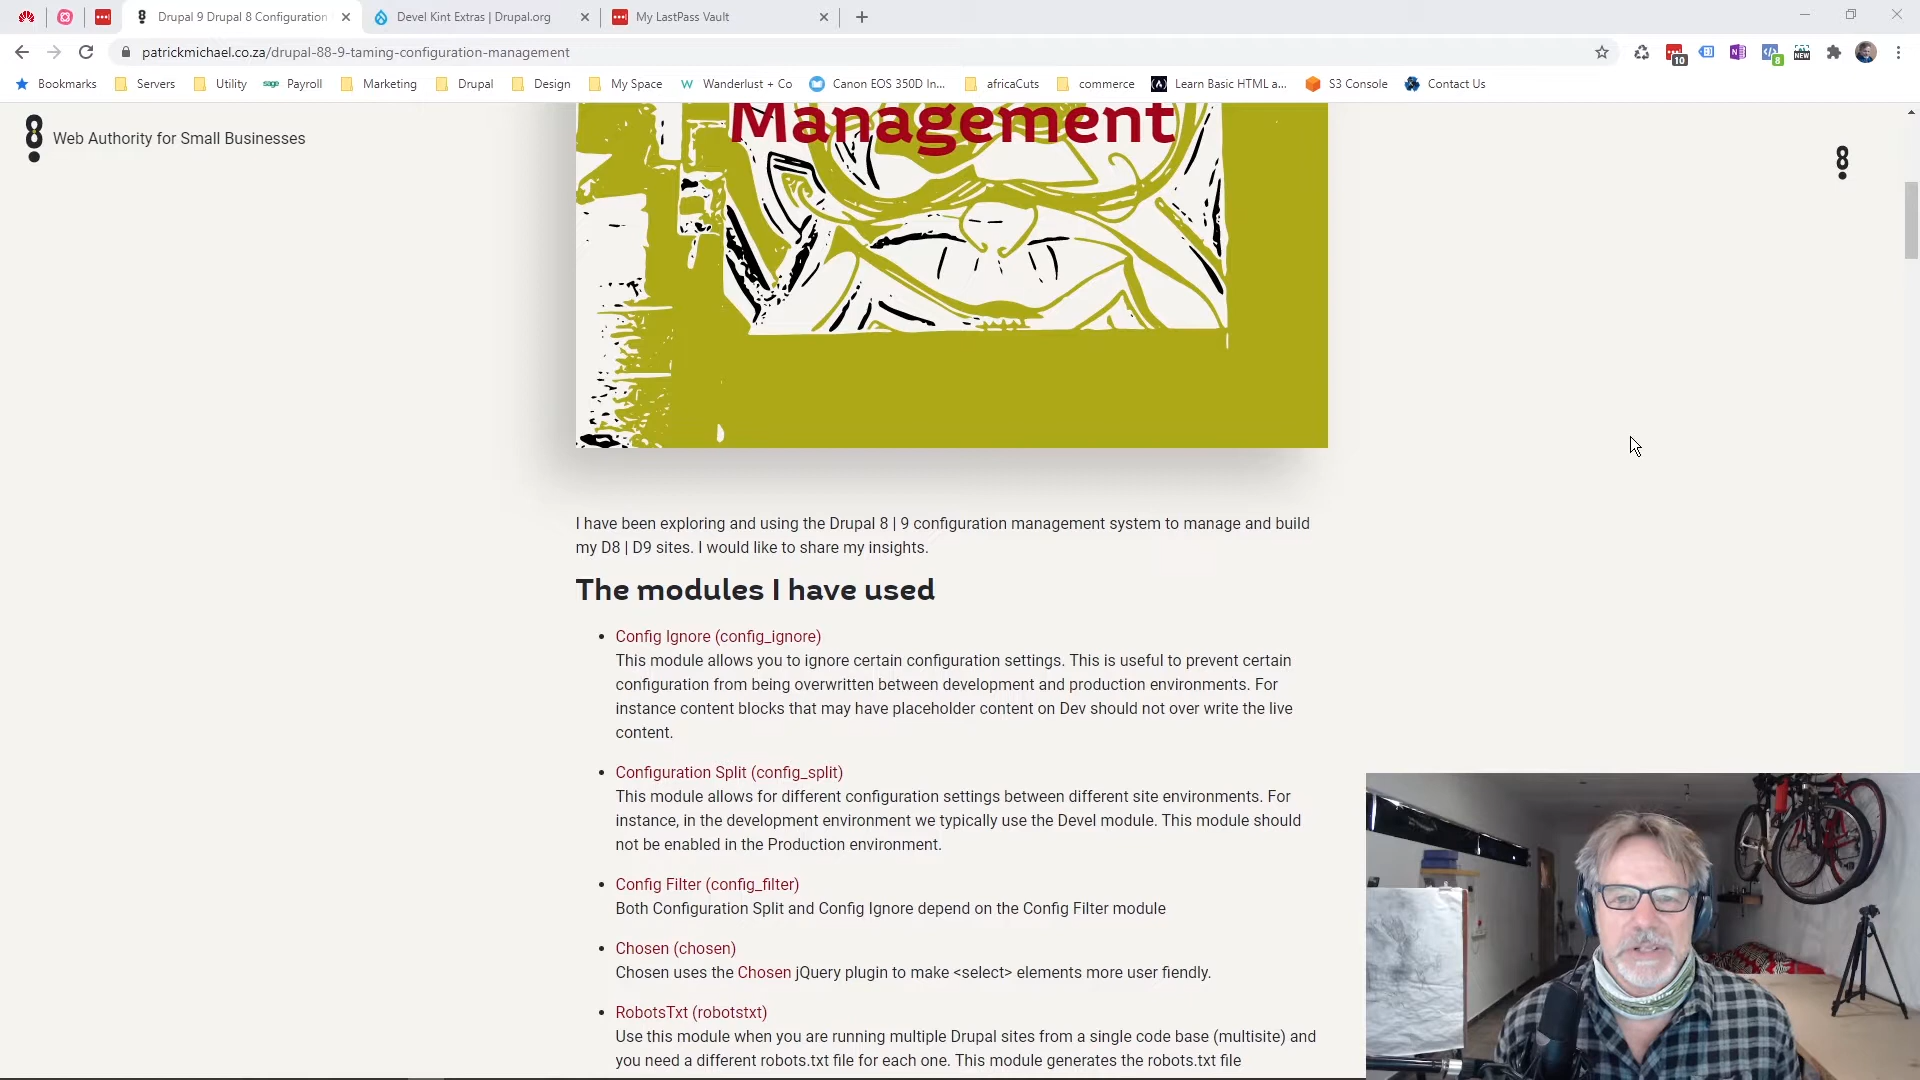 Drupal 9 Drupal 8 Configuration
Devel Kint Extras | Drupal.org
My LastPass Vault
patrickmichael.co.za/drupal-88-9-taming-configuration-management
10
8
NEW
Bookmarks
Servers
Utility
sage Payroll
Marketing
Drupal
Design
My Space
W Wanderlust + Co
Canon EOS 350D In...
africaCuts
commerce
Learn Basic HTML a...
S3 Console
Contact Us
Web Authority for Small Businesses
Management
I have been exploring and using the Drupal 8 | 9 configuration management system to manage and build
my D8 | D9 sites. I would like to share my insights.
The modules I have used
• Config Ignore (config_ignore)
This module allows you to ignore certain configuration settings. This is useful to prevent certain
configuration from being overwritten between development and production environments. For
instance content blocks that may have placeholder content on Dev should not over write the live
content.
• Configuration Split (config_split)
This module allows for different configuration settings between different site environments. For
instance, in the development environment we typically use the Devel module. This module should
not be enabled in the Production environment.
• Config Filter (config_filter)
Both Configuration Split and Config Ignore depend on the Config Filter module
• Chosen (chosen)
Chosen uses the Chosen jQuery plugin to make <select> elements more user fiendly.
• RobotsTxt (robotstxt)
Use this module when you are running multiple Drupal sites from a single code base (multisite) and
you need a different robots.txt file for each one. This module generates the robots.txt file